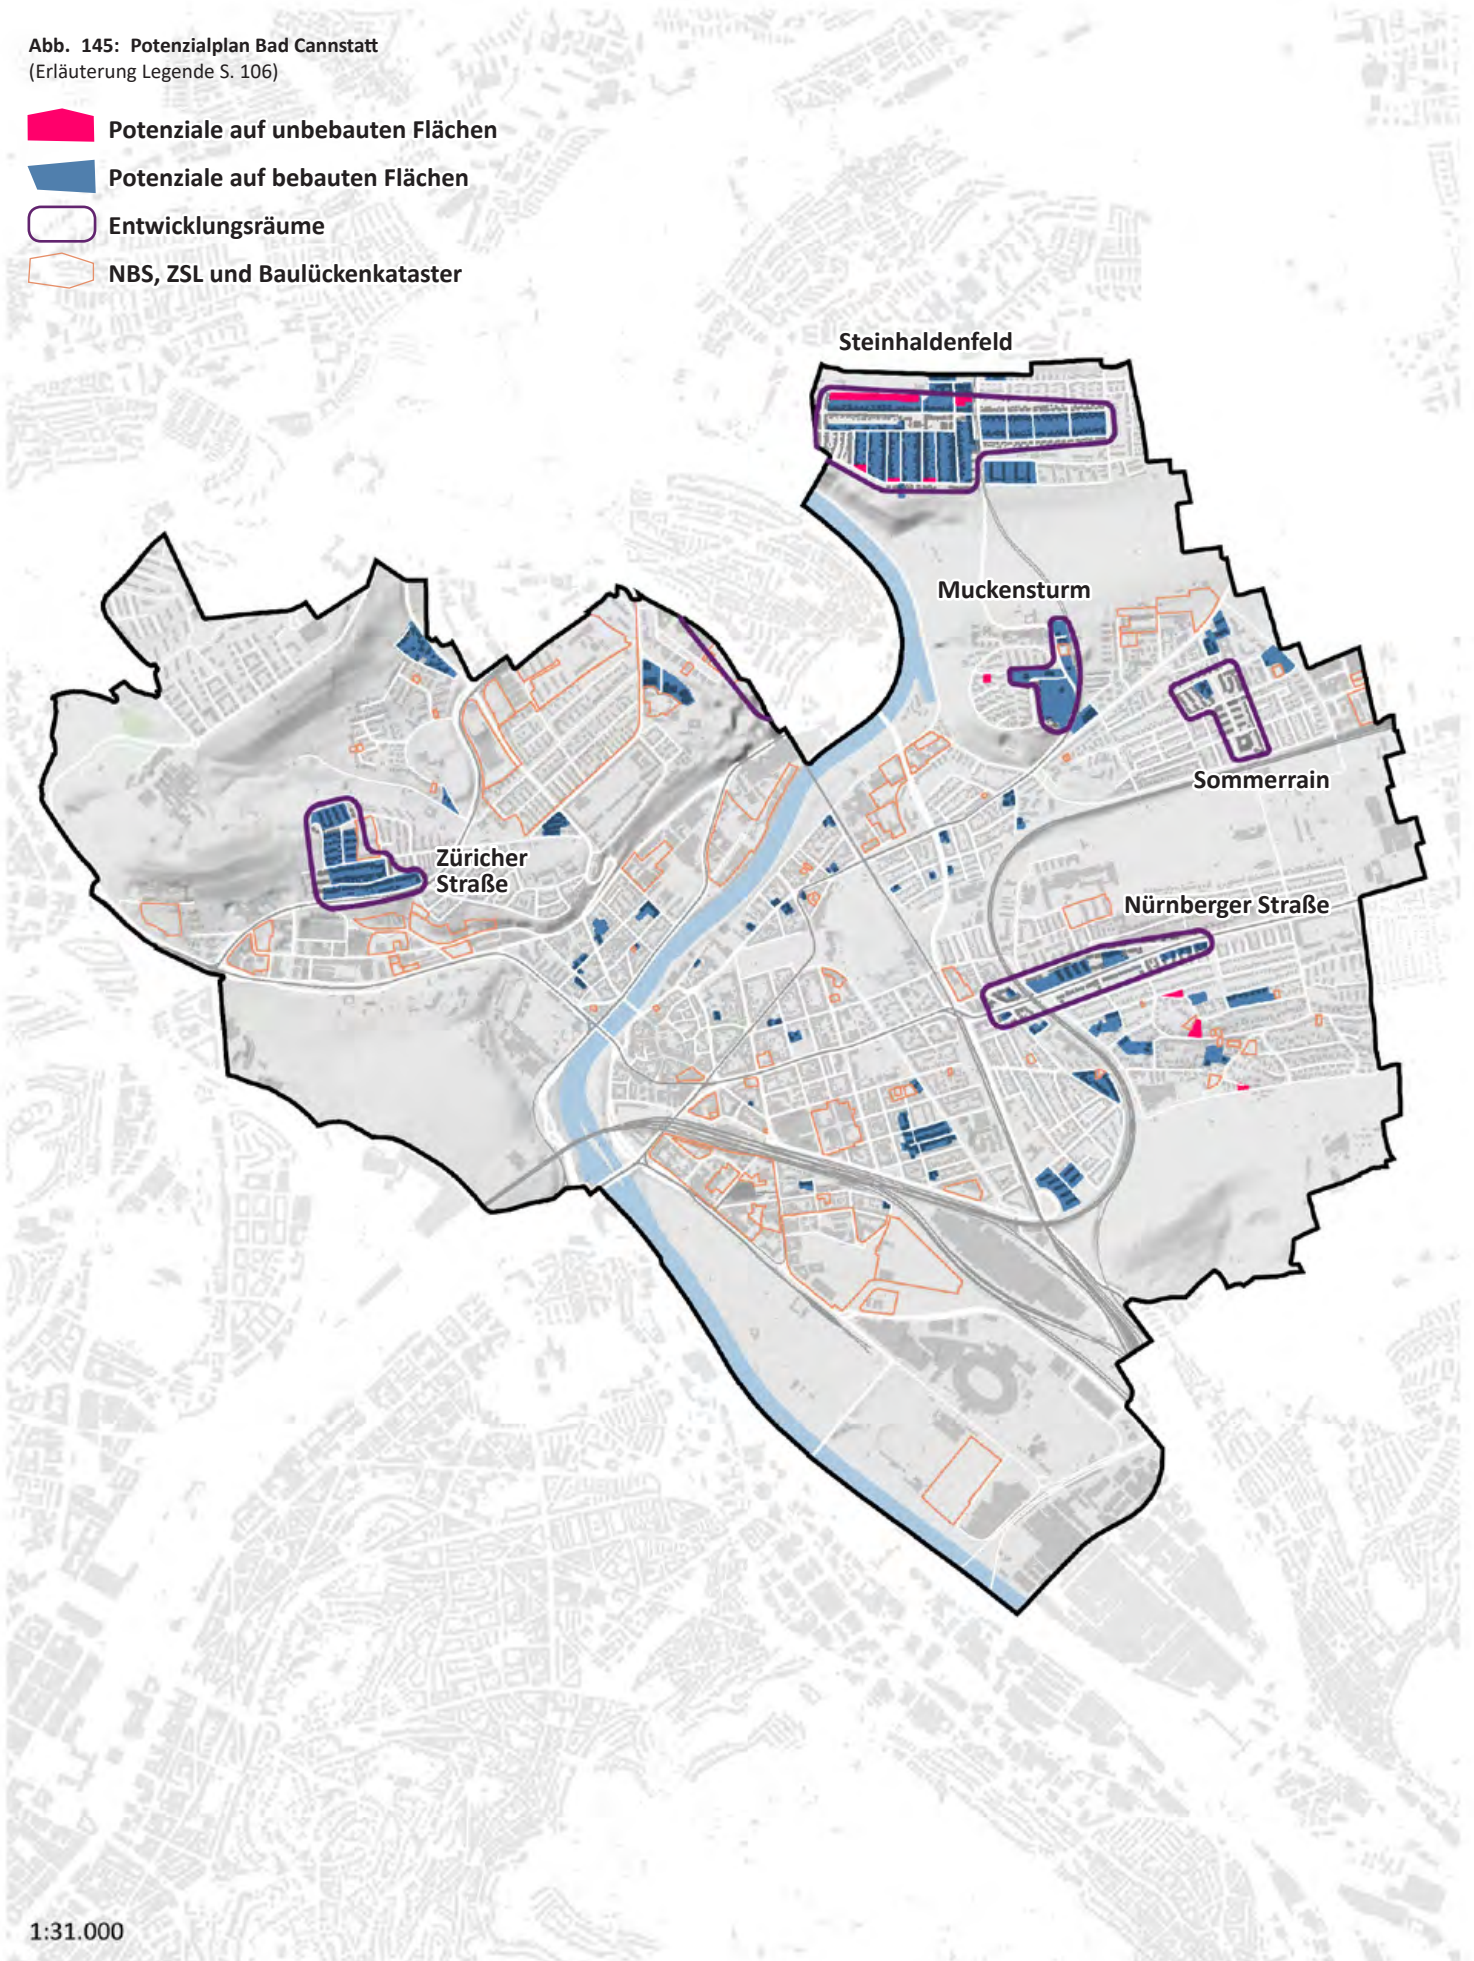 Abb. 145: Potenzialplan Bad Cannstatt
(Erläuterung Legende S. 106)
Potenziale auf unbebauten Flächen
Potenziale auf bebauten Flächen
Entwicklungsräume
NBS, ZSL und Baulückenkataster
Steinhaldenfeld
Muckensturm
Sommerrain
Züricher
Straße
Nürnberger Straße
1:31.000